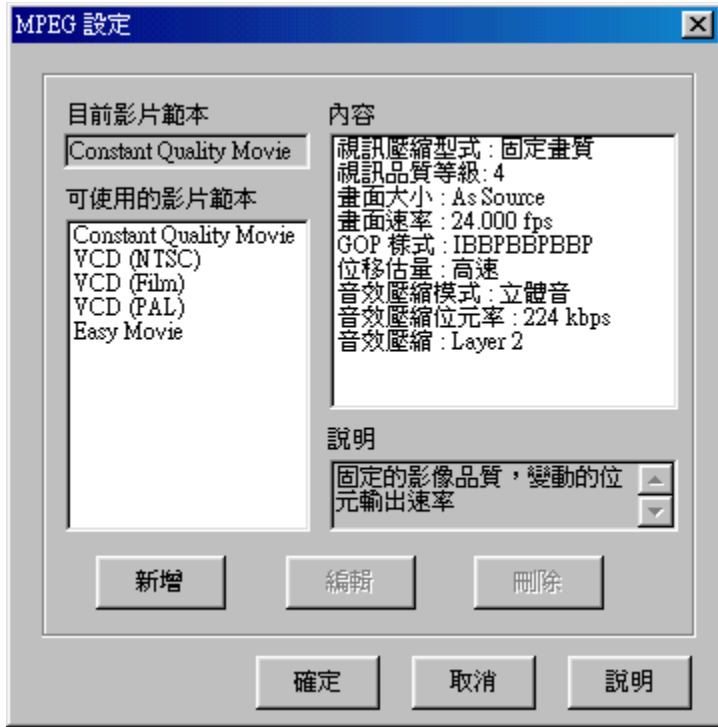 MPEG 設定
目前影片範本
Constant Quality Movie
可使用的影片範本
Constant Quality Movie
VCD (NTSC)
VCD (Film)
VCD (PAL)
Easy Movie
內容
視訊壓縮型式 : 固定畫質
視訊品質等級: 4
畫面大小 : As Source
畫面速率 : 24.000 fps
GOP 樣式 : IBBPBBPBBP
位移估量 : 高速
音效壓縮模式 : 立體音
音效壓縮位元率 : 224 kbps
音效壓縮 : Layer 2
說明
固定的影像品質，變動的位
元輸出速率
新增
編輯
刪除
確定
取消
說明